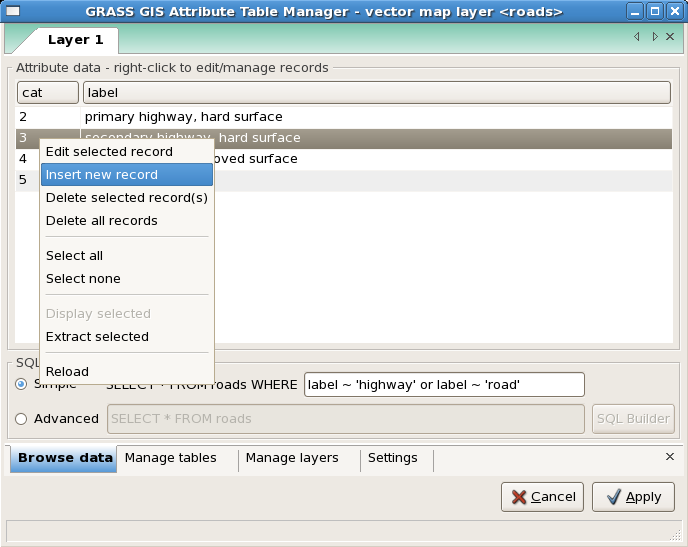 GRASS GIS Attribute Table Manager - vector map layer <roads>
Layer 1
Attribute data - right-click to edit/manage records
cat label
2 primary highway, hard surface
3 secondary highway, hard surface
4 oved surface
5
Edit selected record
Insert new record
Delete selected record(s)
Delete all records
Select all
Select none
Display selected
Extract selected
Reload
SQL
Simple SELECT * FROM roads WHERE label ~ 'highway' or label ~ 'road'
Advanced SELECT * FROM roads SQL Builder
Browse data Manage tables Manage layers Settings
Cancel Apply